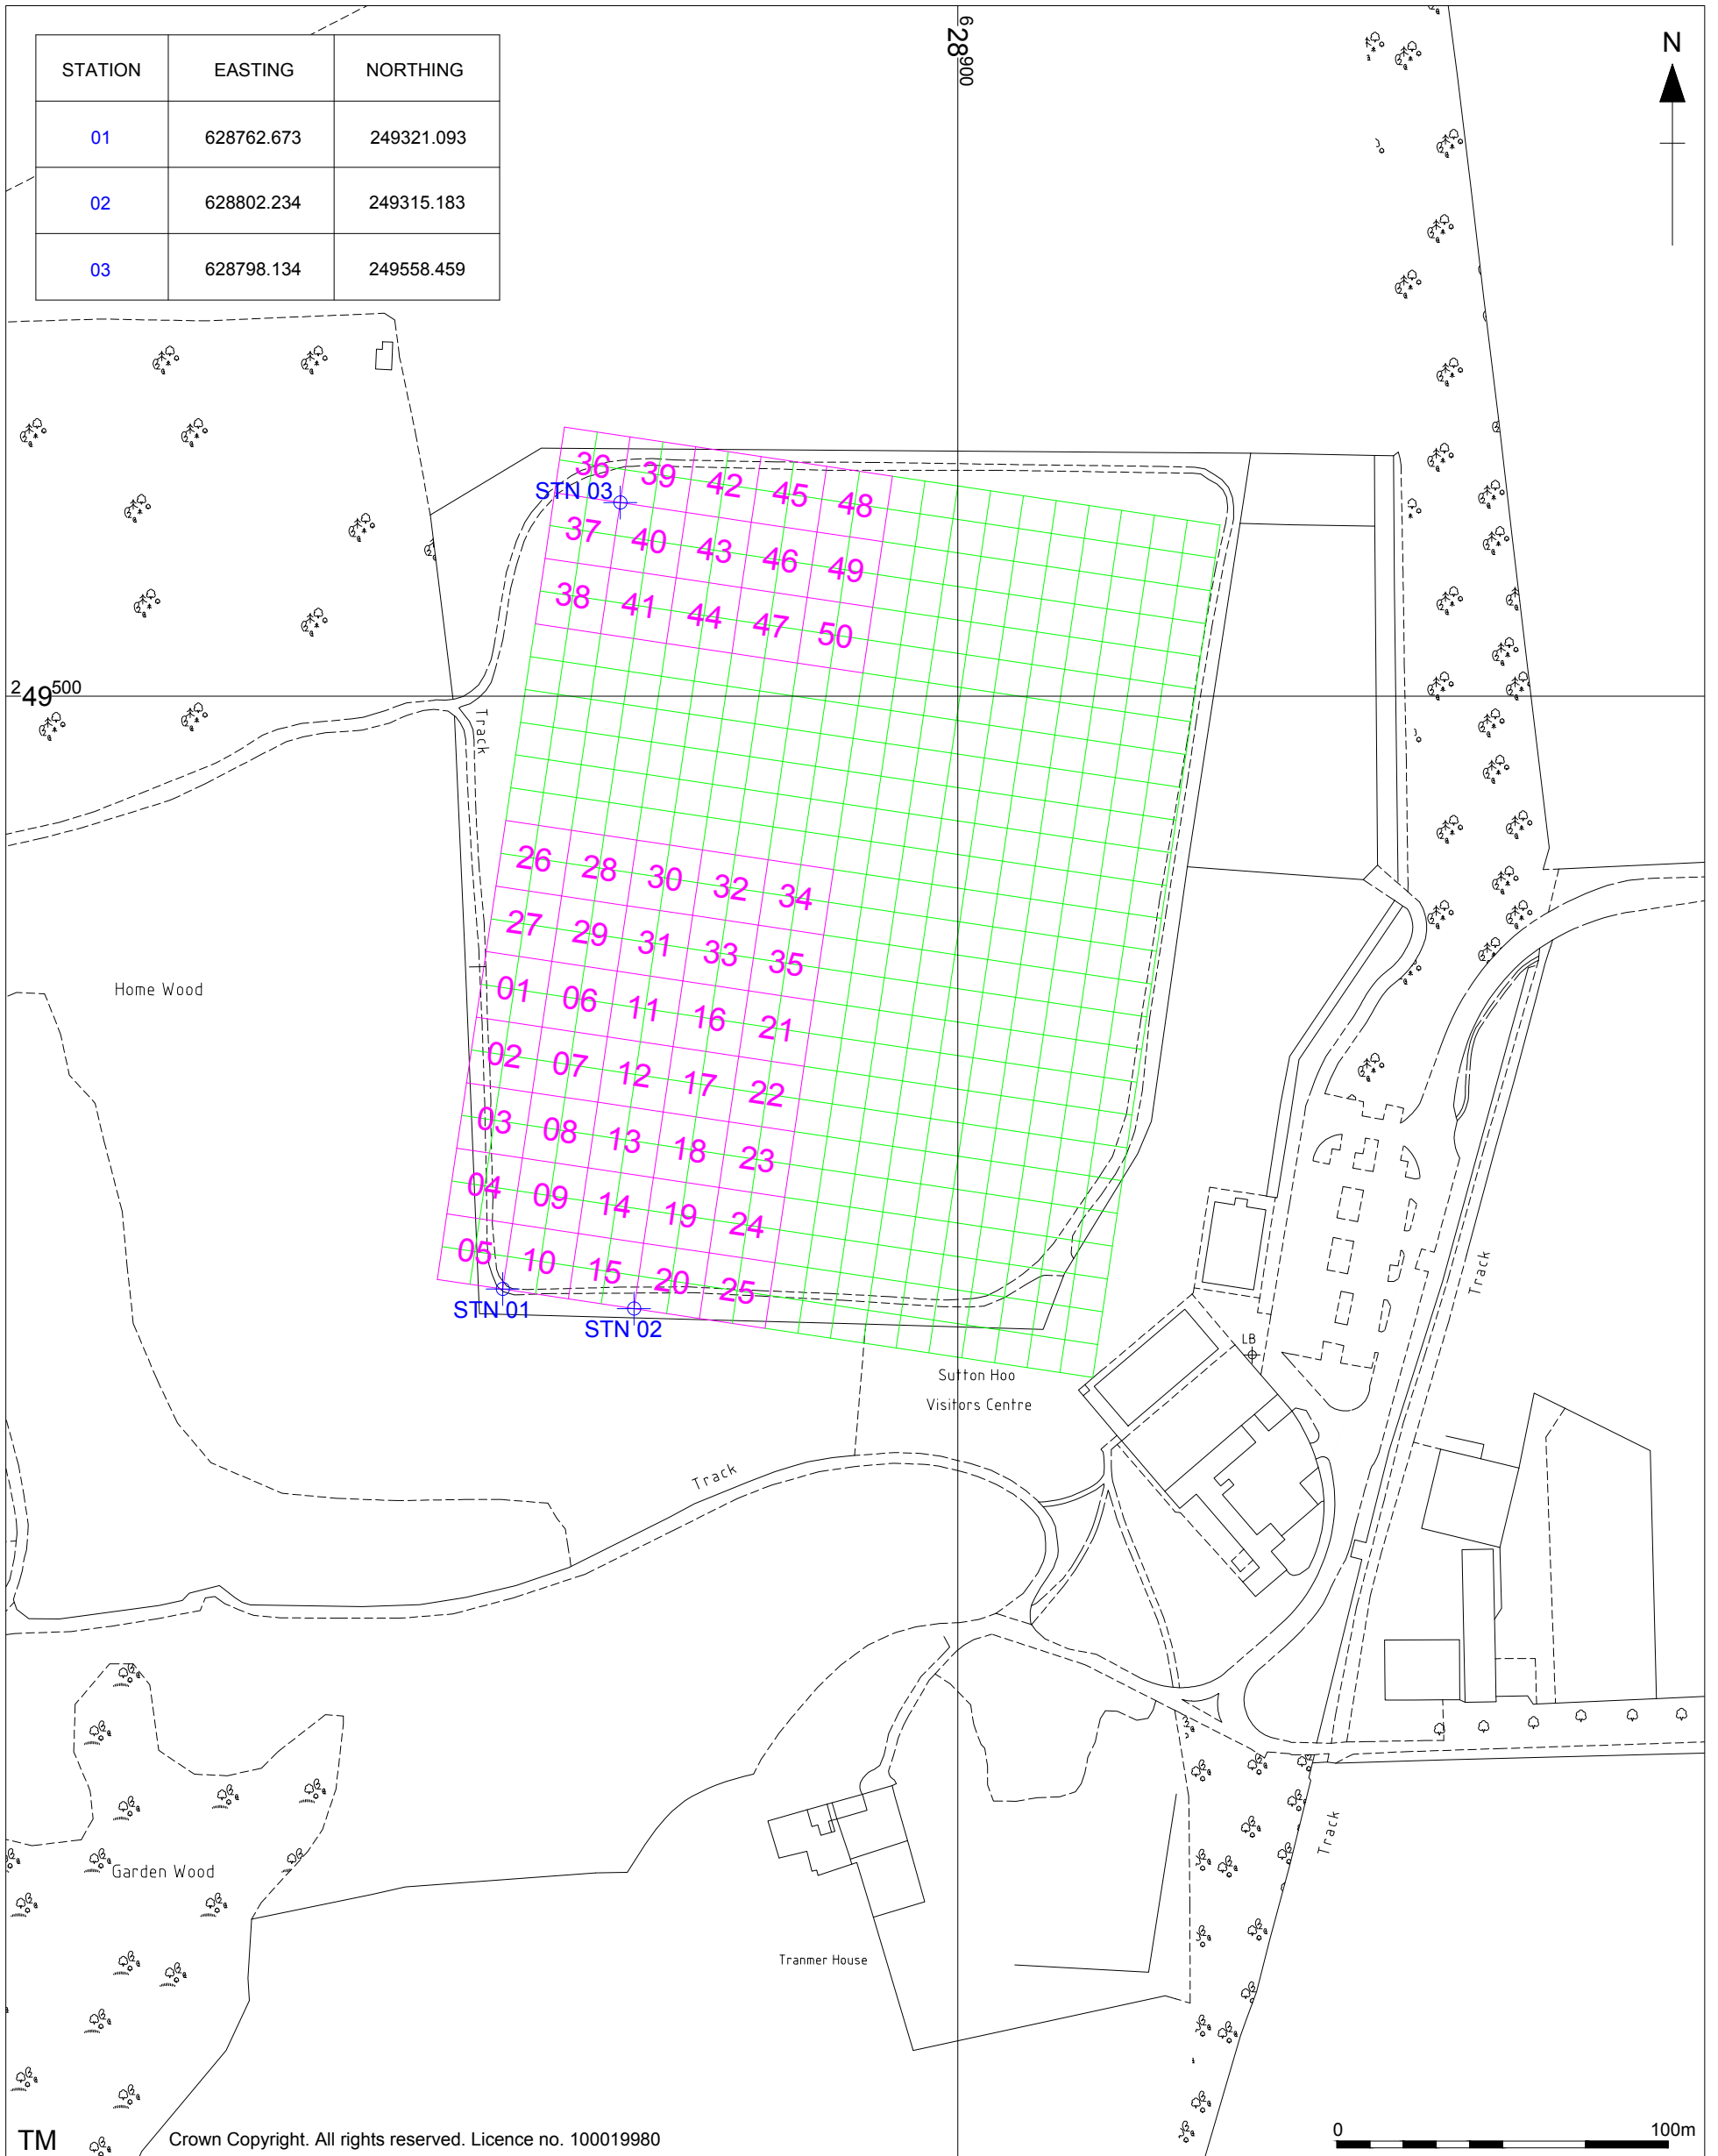 6
28900
N
STATION EASTING NORTHING
01 628762.673 249321.093
02 628802.234 249315.183
03 628798.134 249558.459
36 39 42 45 48
STN 03
37 40 43 46 49
38 41 44 47 50
249500
Track
26 28 30 32 34
27 29 31 33 35
Home Wood
01 06 11 16 21
02 07 12 17 22
03 08 13 18 23
04 09 14 19 24
05 10 15 20 25
Track
STN 01
STN 02
LB
Sutton Hoo
Visitors Centre
Track
Track
Garden Wood
Tranmer House
0 100m
TM
Crown Copyright. All rights reserved. Licence no. 100019980